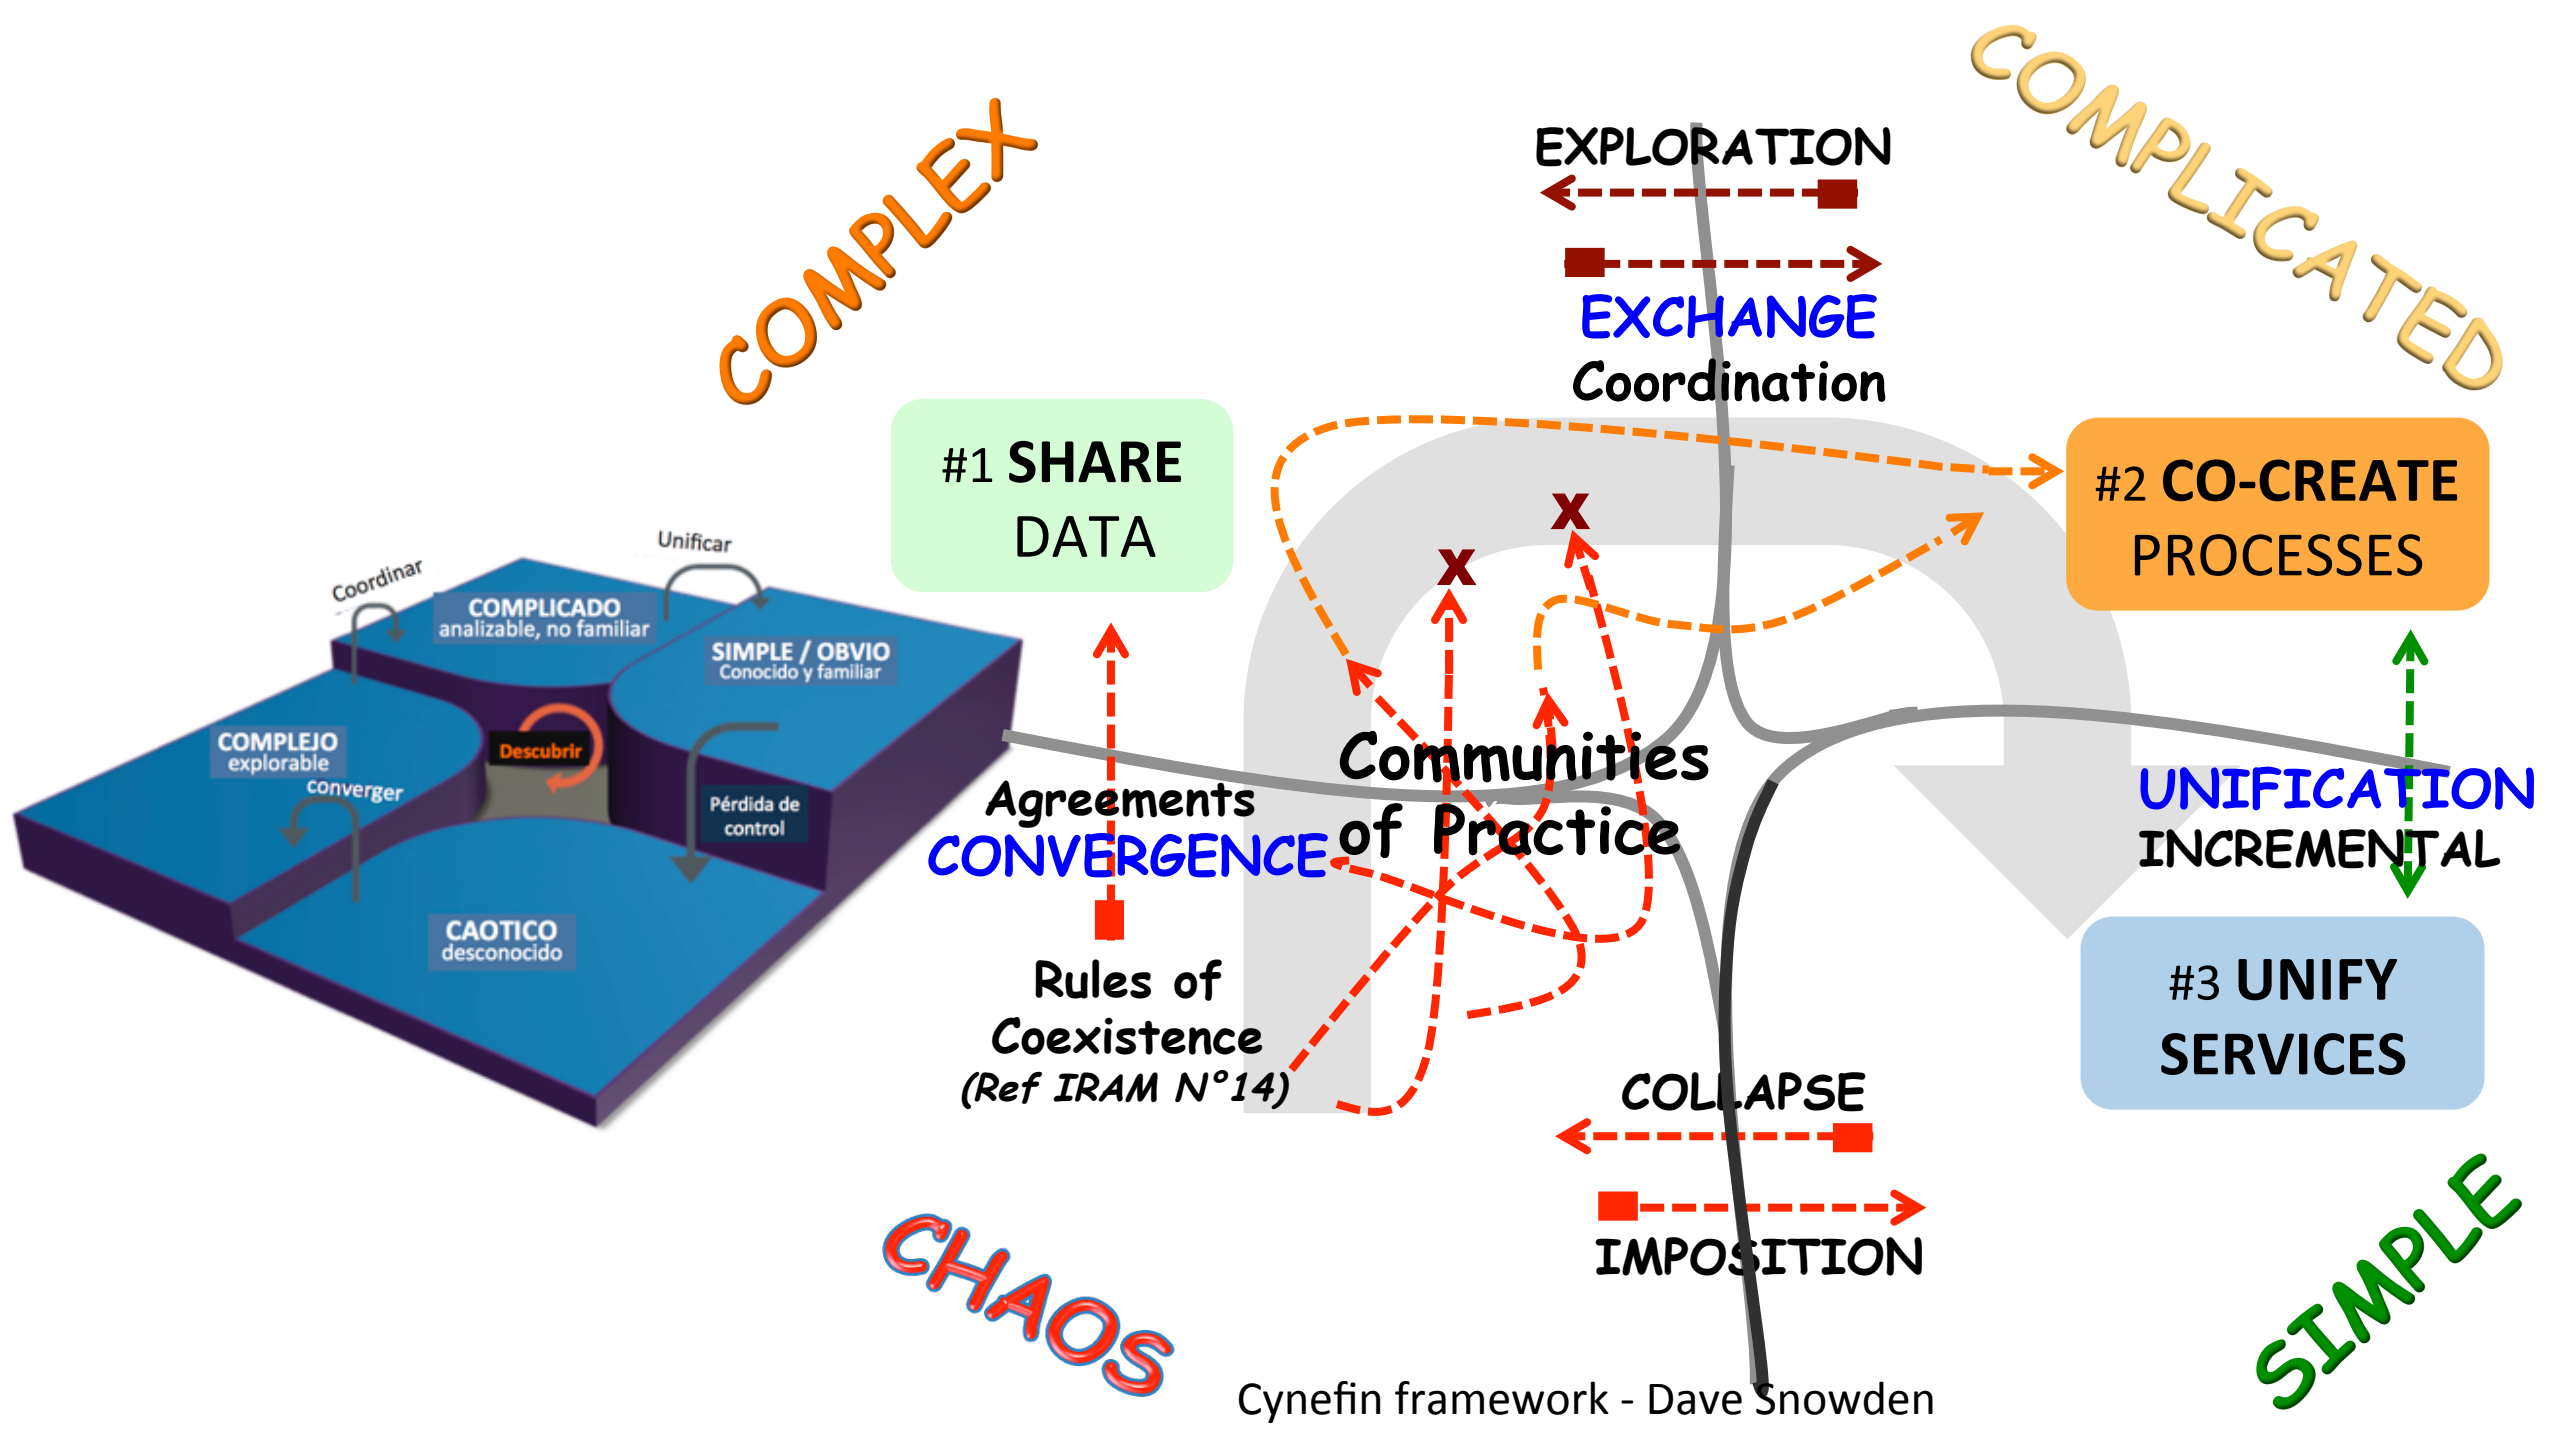 COMPLEX
COMPLICATED
EXPLORATION
EXCHANGE
Coordination
#1 SHARE
DATA
#2 CO-CREATE
PROCESSES
x
x
Unificar
Coordinar
COMPLICADO
analizable, no familiar
SIMPLE / OBVIO
Conocido y familiar
COMPLEJO
explorable
converger
Descubrir
Pérdida de
control
CAOTICO
desconocido
Agreements
CONVERGENCE
Communities
of Practice
UNIFICATION
INCREMENTAL
Rules of
Coexistence
(Ref IRAM N°14)
#3 UNIFY
SERVICES
COLLAPSE
IMPOSITION
CHAOS
SIMPLE
Cynefin framework - Dave Snowden